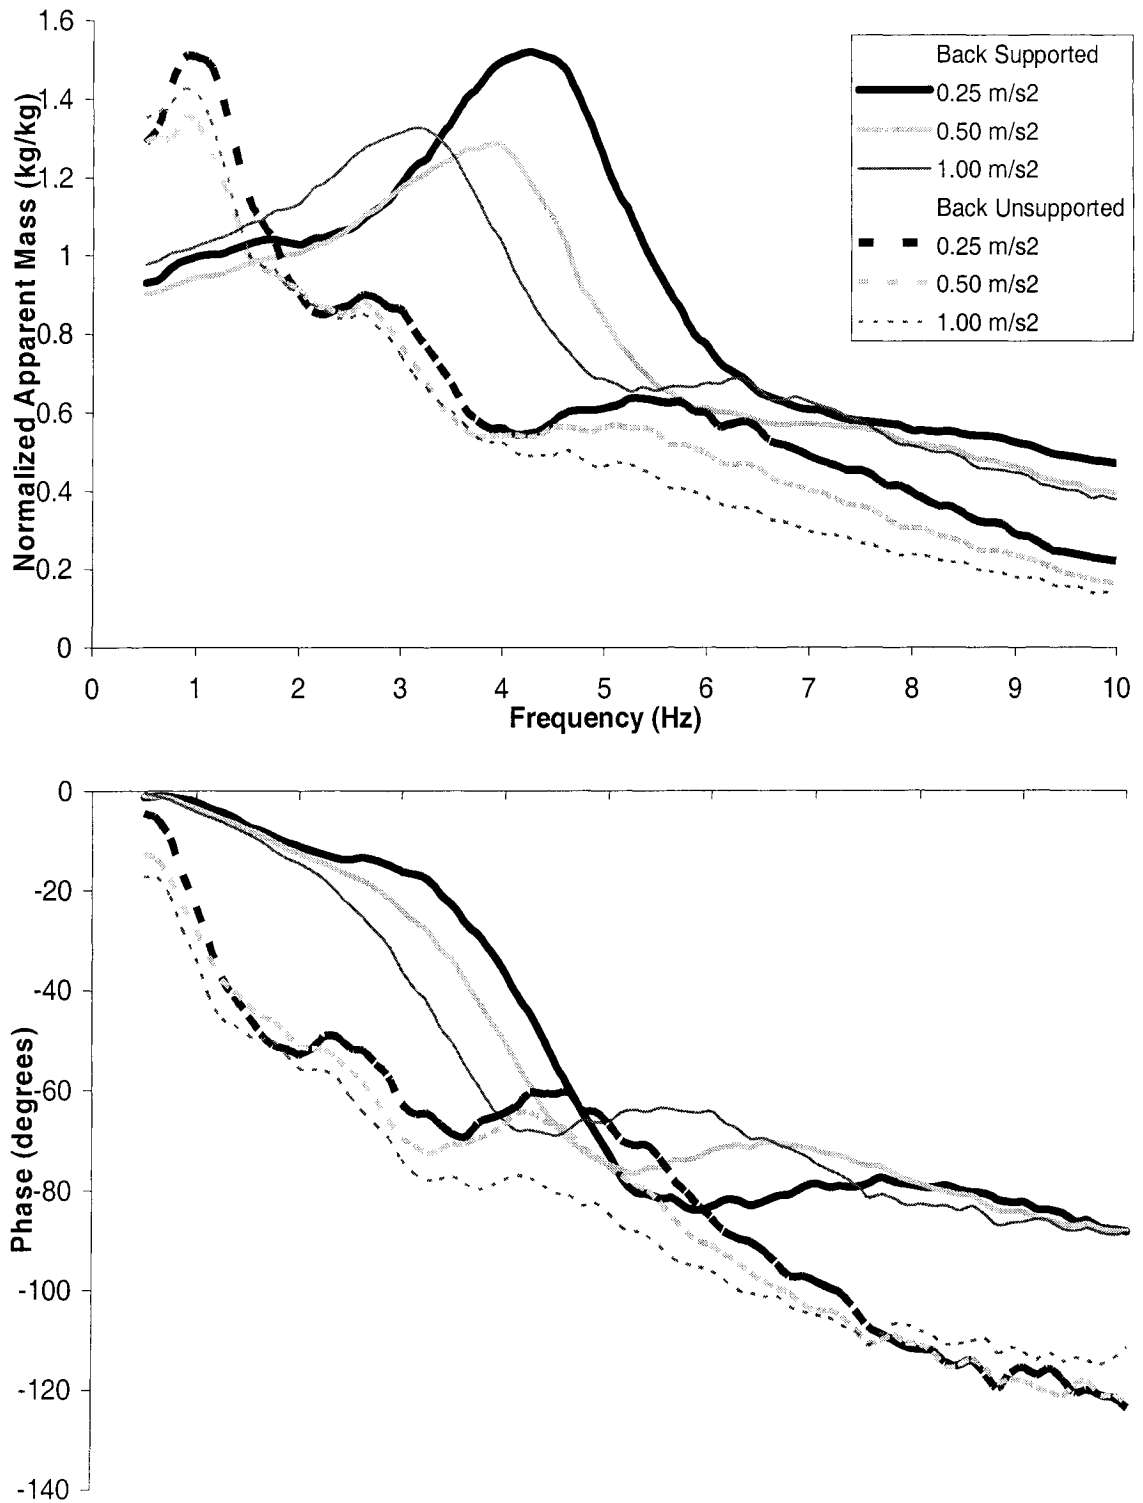 1.6
1.4
1.2
1
0.8
0.6
0.4
0.2
0
Normalized Apparent Mass (kg/kg)
0 1 2 3 4 5 6 7 8 9 10
Frequency (Hz)
Back Supported
0.25 m/s2
0.50 m/s2
1.00 m/s2
Back Unsupported
0.25 m/s2
0.50 m/s2
1.00 m/s2
0
-20
-40
-60
-80
-100
-120
-140
Phase (degrees)